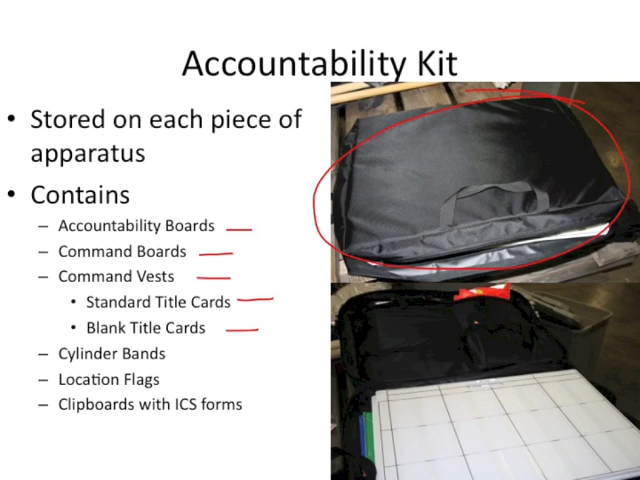 Accountability Kit
• Stored on each piece of
apparatus
• Contains
– Accountability Boards
– Command Boards
– Command Vests
• Standard Title Cards
• Blank Title Cards
– Cylinder Bands
– Location Flags
– Clipboards with ICS forms